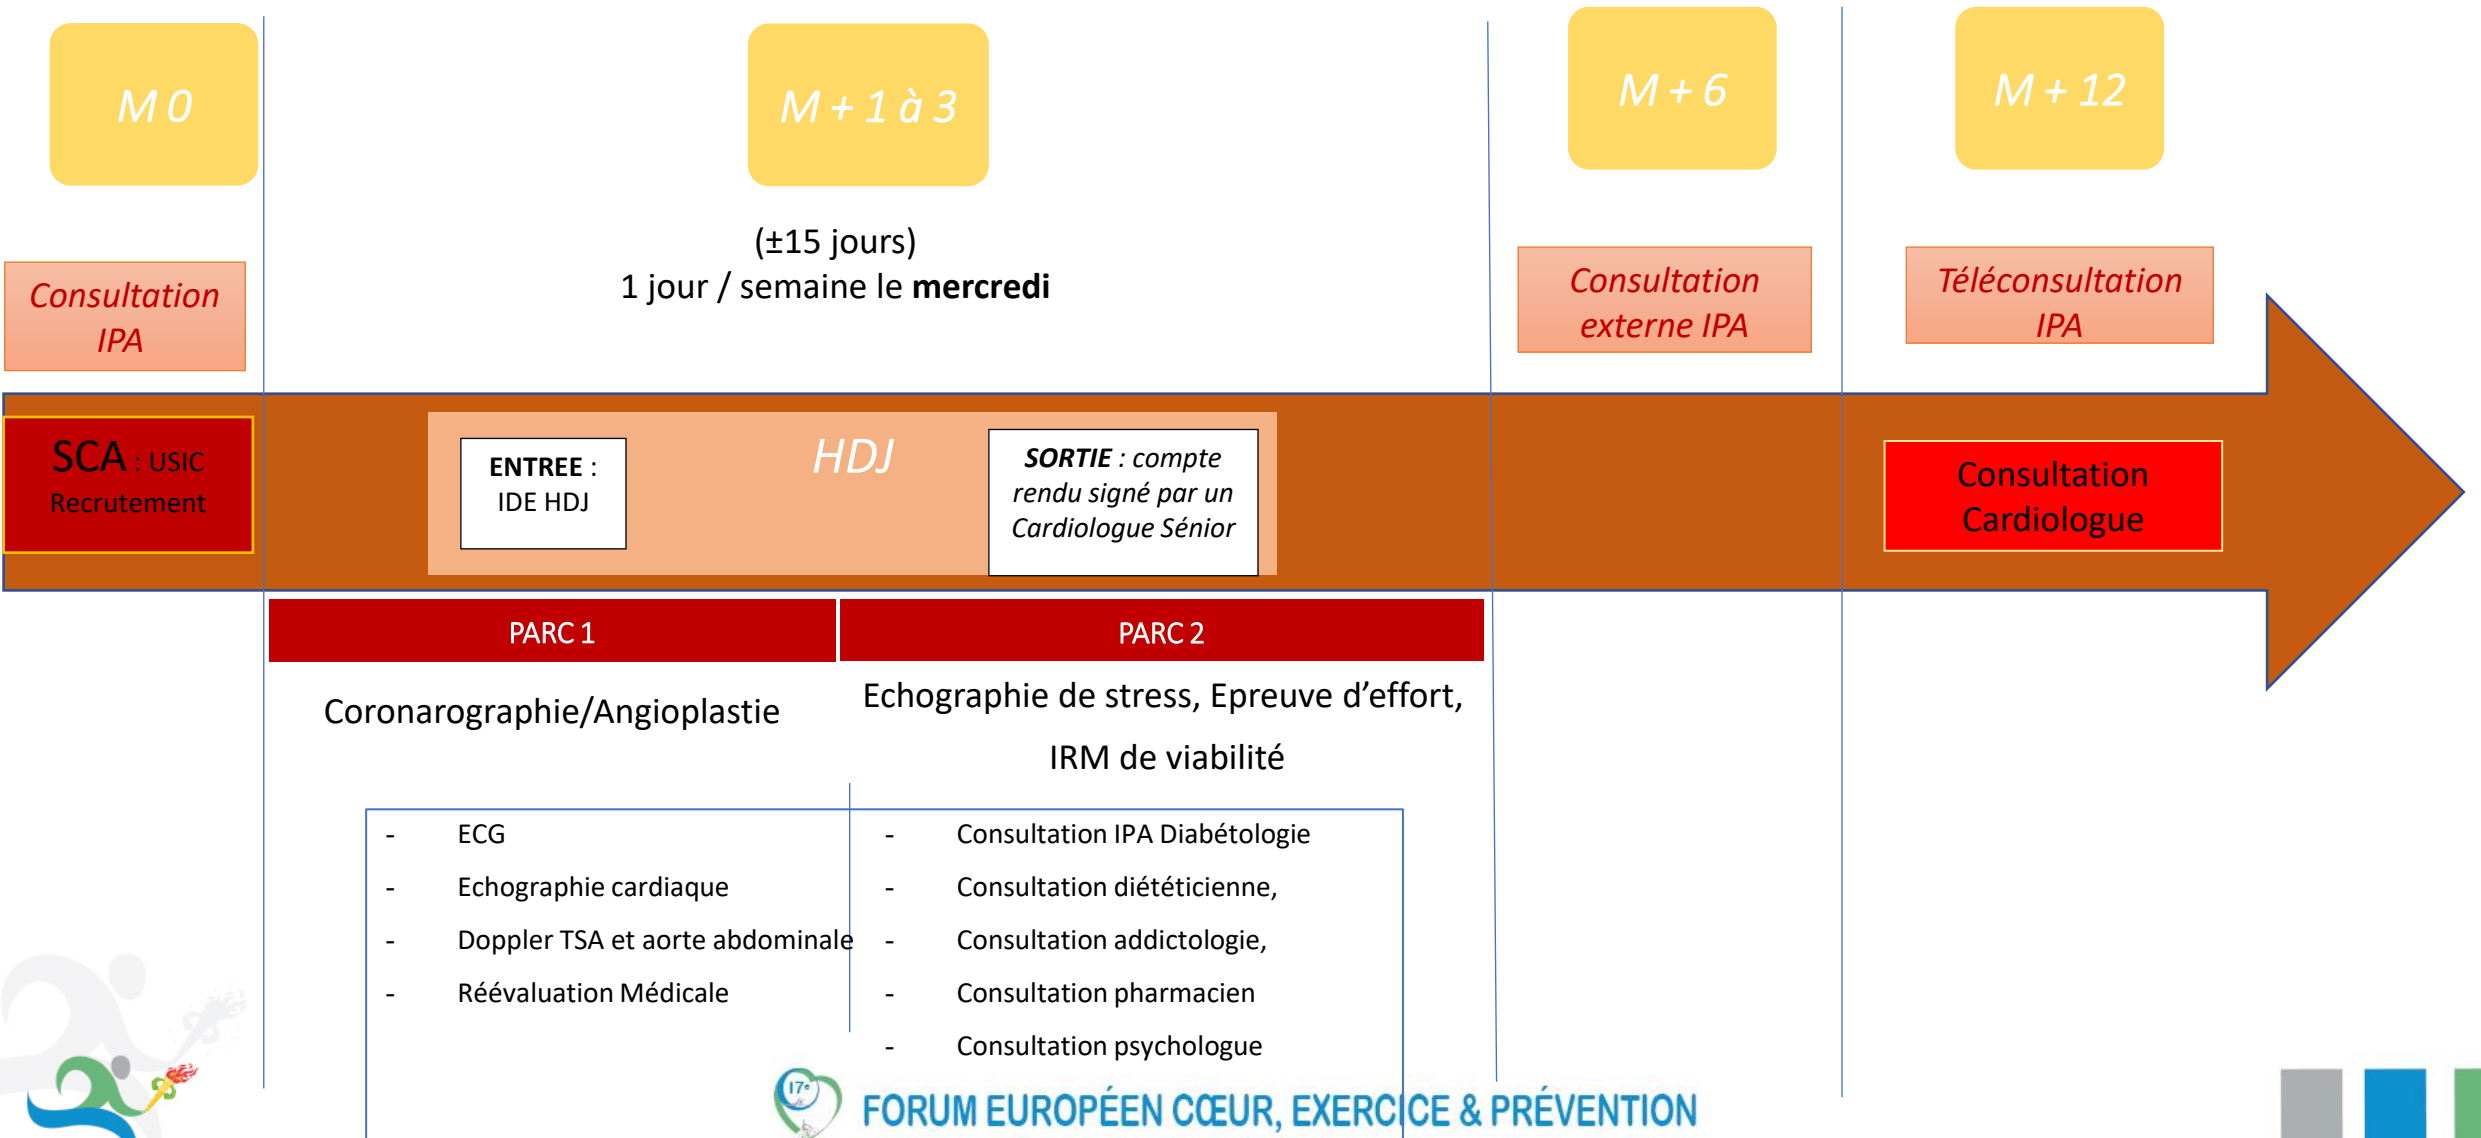 M 0
M + 1 à 3
M + 6
M + 12
(±15 jours)
1 jour / semaine le mercredi
Consultation
IPA
Consultation
externe IPA
Téléconsultation
IPA
SCA : USIC
Recrutement
ENTREE :
IDE HDJ
HDJ
SORTIE : compte
rendu signé par un
Cardiologue Sénior
Consultation
Cardiologue
PARC 1
PARC 2
Coronarographie/Angioplastie
Echographie de stress, Epreuve d'effort,
IRM de viabilité
- ECG
- Echographie cardiaque
- Doppler TSA et aorte abdominale
- Réévaluation Médicale
- Consultation IPA Diabétologie
- Consultation diététicienne,
- Consultation addictologie,
- Consultation pharmacien
- Consultation psychologue
17e
FORUM EUROPÉEN CŒUR, EXERCICE & PRÉVENTION